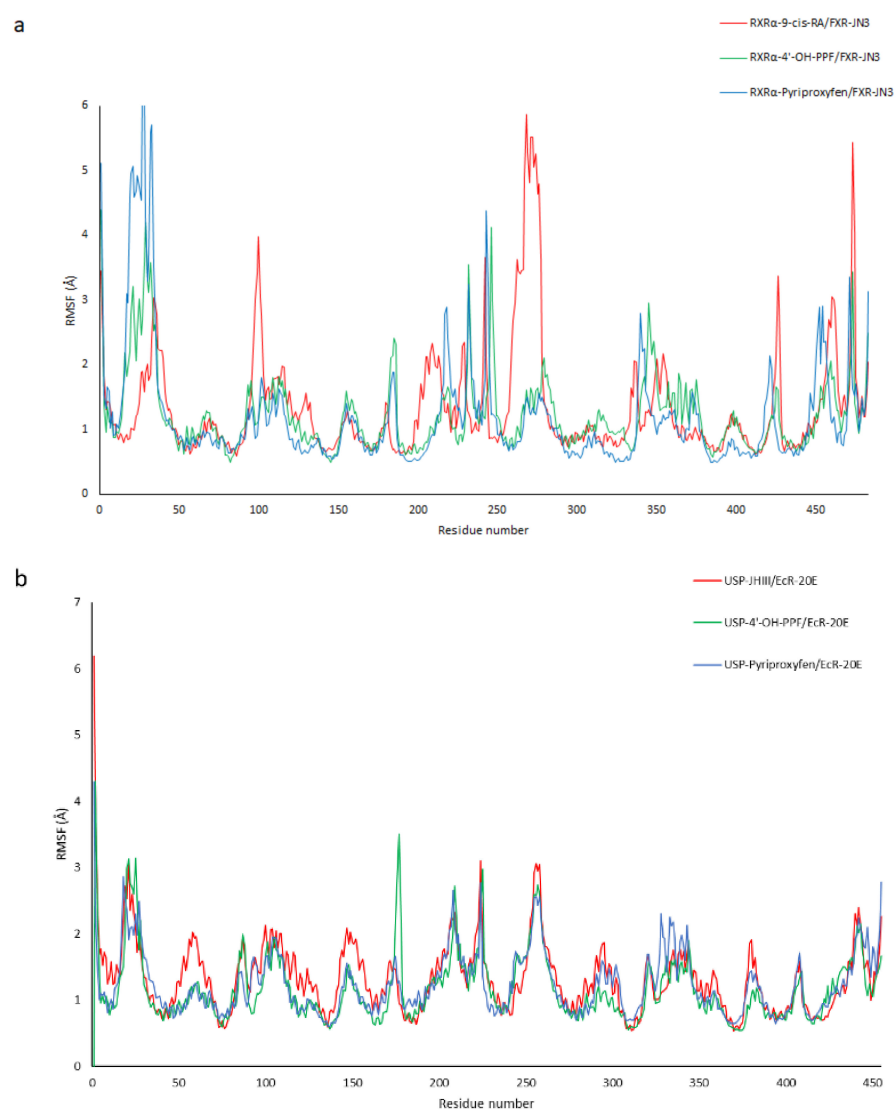 a
RXRα-9-cis-RA/FXR-JN3
RXRα-4'-OH-PPF/FXR-JN3
RXRα-Pyriproxyfen/FXR-JN3
6
5
4
3
2
1
0
RMSF (Å)
0 50 100 150 200 250 300 350 400 450
Residue number
b
USP-JHIII/EcR-20E
USP-4'-OH-PPF/EcR-20E
USP-Pyriproxyfen/EcR-20E
7
6
5
4
3
2
1
0
RMSF (Å)
0 50 100 150 200 250 300 350 400 450
Residue number